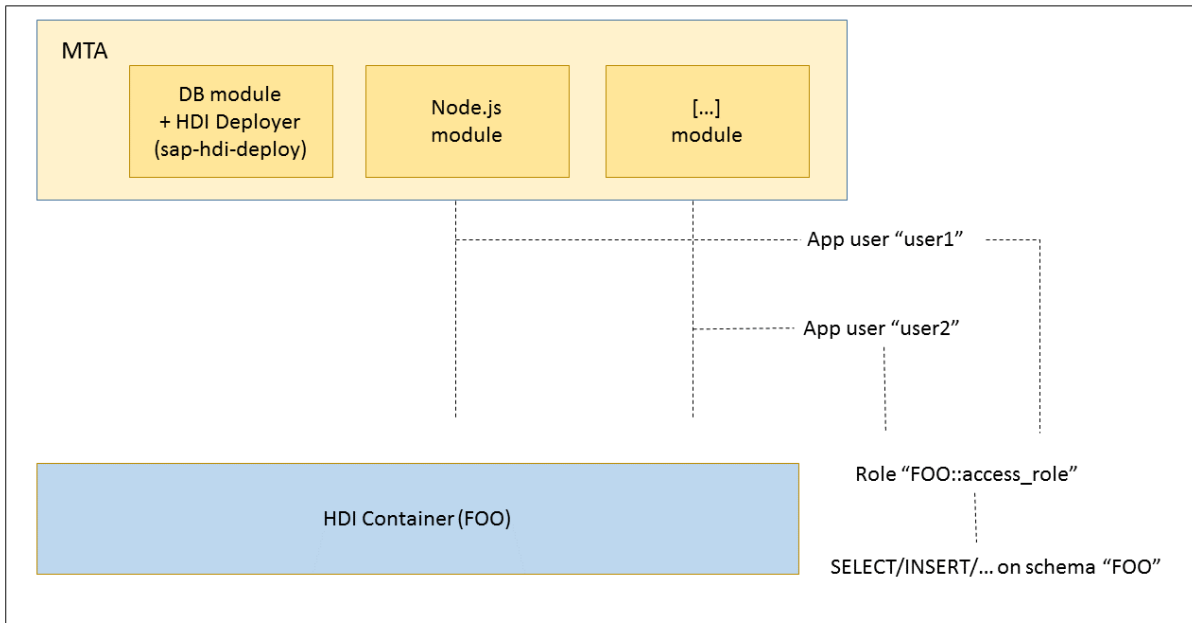 MTA
DB module
+ HDI Deployer
(sap-hdi-deploy)
Node.js
module
[...]
module
App user “user1”
App user “user2”
Role “FOO::access_role”
HDI Container (FOO)
SELECT/INSERT/... on schema “FOO”